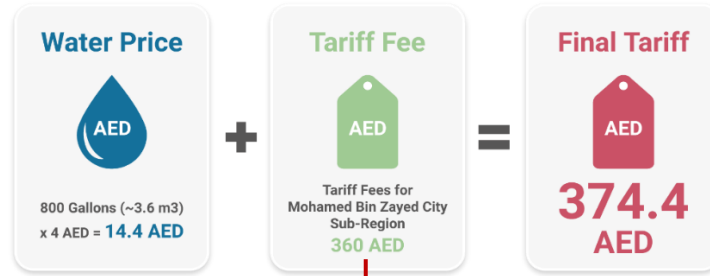 Water Price
AED
800 Gallons (~3.6 m3)
x 4 AED = 14.4 AED
+
Tariff Fee
AED
Tariff Fees for
Mohamed Bin Zayed City
Sub-Region
360 AED
=
Final Tariff
AED
374.4
AED